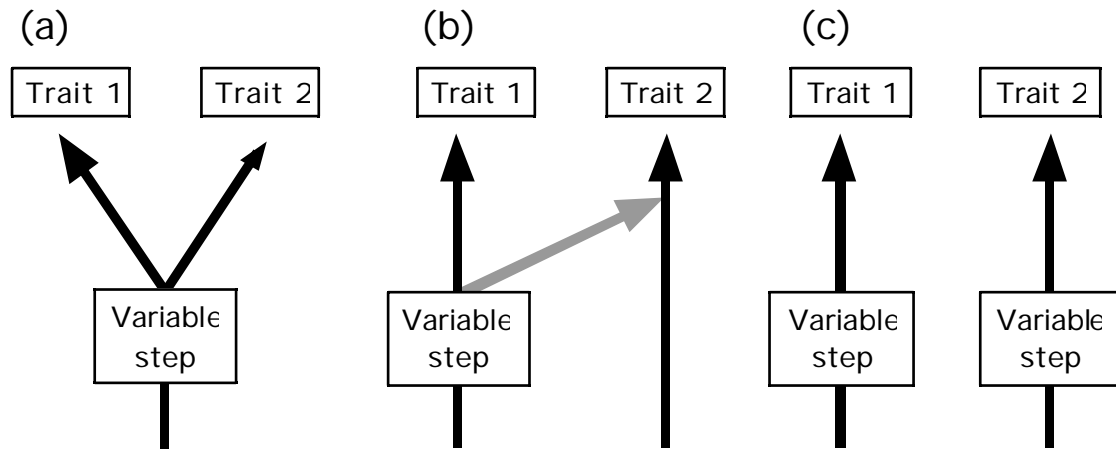 (a)
(b)
(c)
Trait 1
Trait 2
Trait 1
Trait 2
Trait 1
Trait 2
Variable
step
Variable
step
Variable
step
Variable
step